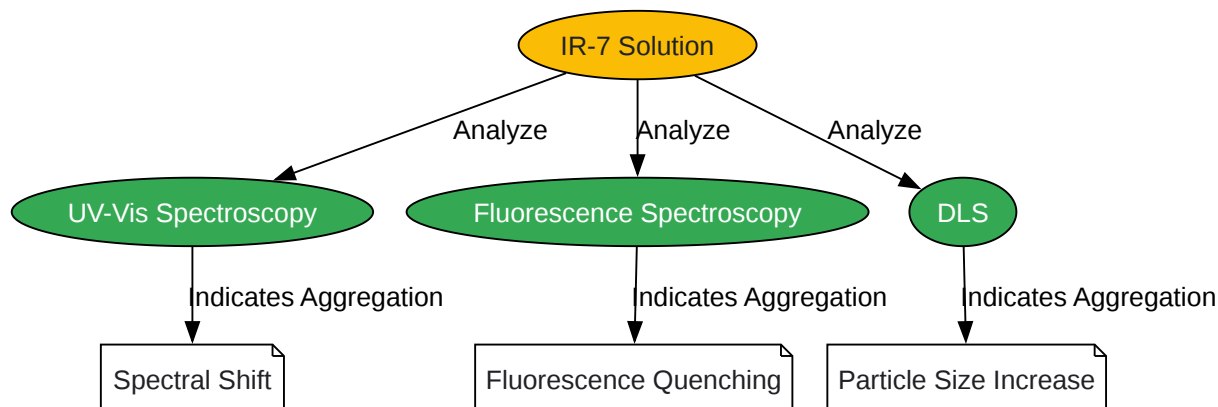 IR-7 Solution
Analyze
Analyze
Analyze
UV-Vis Spectroscopy
Fluorescence Spectroscopy
DLS
Indicates Aggregation
Indicates Aggregation
Indicates Aggregation
Spectral Shift
Fluorescence Quenching
Particle Size Increase